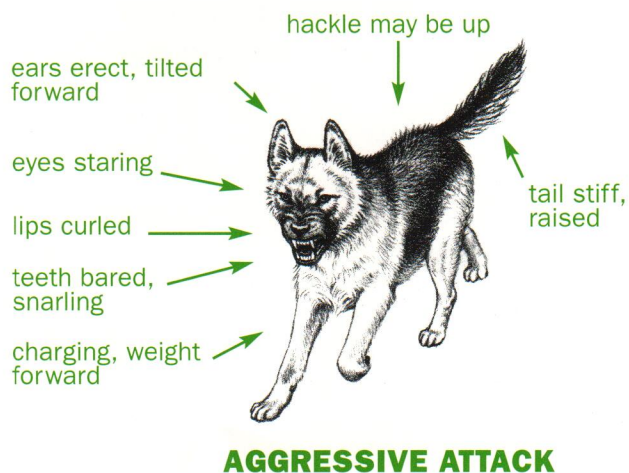 hackle may be up
ears erect, tilted
forward
eyes staring
lips curled
teeth bared,
snarling
charging, weight
forward
tail stiff,
raised
AGGRESSIVE ATTACK